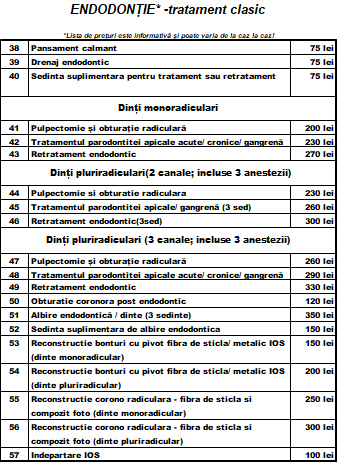 ENDODONȚIE* -tratament clasic
*Lista de prețuri este informativă și poate varia de la caz la caz!
38 Pansament calmant 75 lei
39 Drenaj endodontic 75 lei
40 Sedinta suplimentara pentru tratament sau retratament 75 lei
Dinți monoradiculari
41 Pulpectomie și obturație radiculară 200 lei
42 Tratamentul parodontitei apicale acute/ cronice/ gangrenă 230 lei
43 Retratament endodontic 270 lei
Dinți pluriradiculari(2 canale; incluse 3 anestezii)
44 Pulpectomie și obturatie radiculara 230 lei
45 Tratamentul parodontitei apicale/ gangrenă (3 sed) 260 lei
46 Retratament endodontic(3sed) 300 lei
Dinți pluriradiculari (3 canale; incluse 3 anestezii)
47 Pulpectomie și obturație radiculară 260 lei
48 Tratamentul parodontitei apicale acute/ cronice/ gangrenă 290 lei
49 Retratament endodontic 330 lei
50 Obturatie coronora post endodontic 120 lei
51 Albire endodontică / dinte (3 sedinte) 350 lei
52 Sedinta suplimentara de albire endodontica 150 lei
53 Reconstructie bonturi cu pivot fibra de sticla/ metalic IOS 150 lei
(dinte monoradicular)
54 Reconstructie bonturi cu pivot fibra de sticla/ metalic IOS 200 lei
(dinte pluriradicular)
55 Reconstructie corono radiculara - fibra de sticla si 250 lei
compozit foto (dinte monoradicular)
56 Reconstructie corono radiculara - fibra de sticla si 300 lei
compozit foto (dinte pluriradicular)
57 Indepartare IOS 100 lei